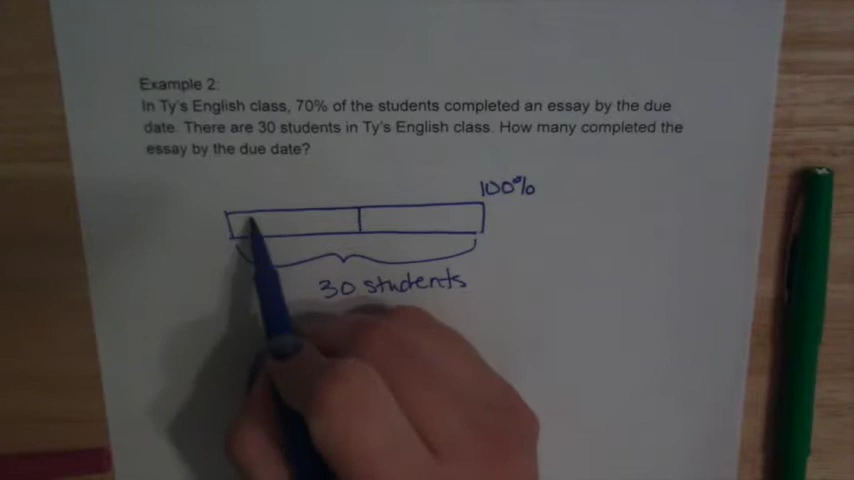 Example 2:
In Ty's English class, 70% of the students completed an essay by the due
date. There are 30 students in Ty's English class. How many completed the
essay by the due date?
100%
30 students